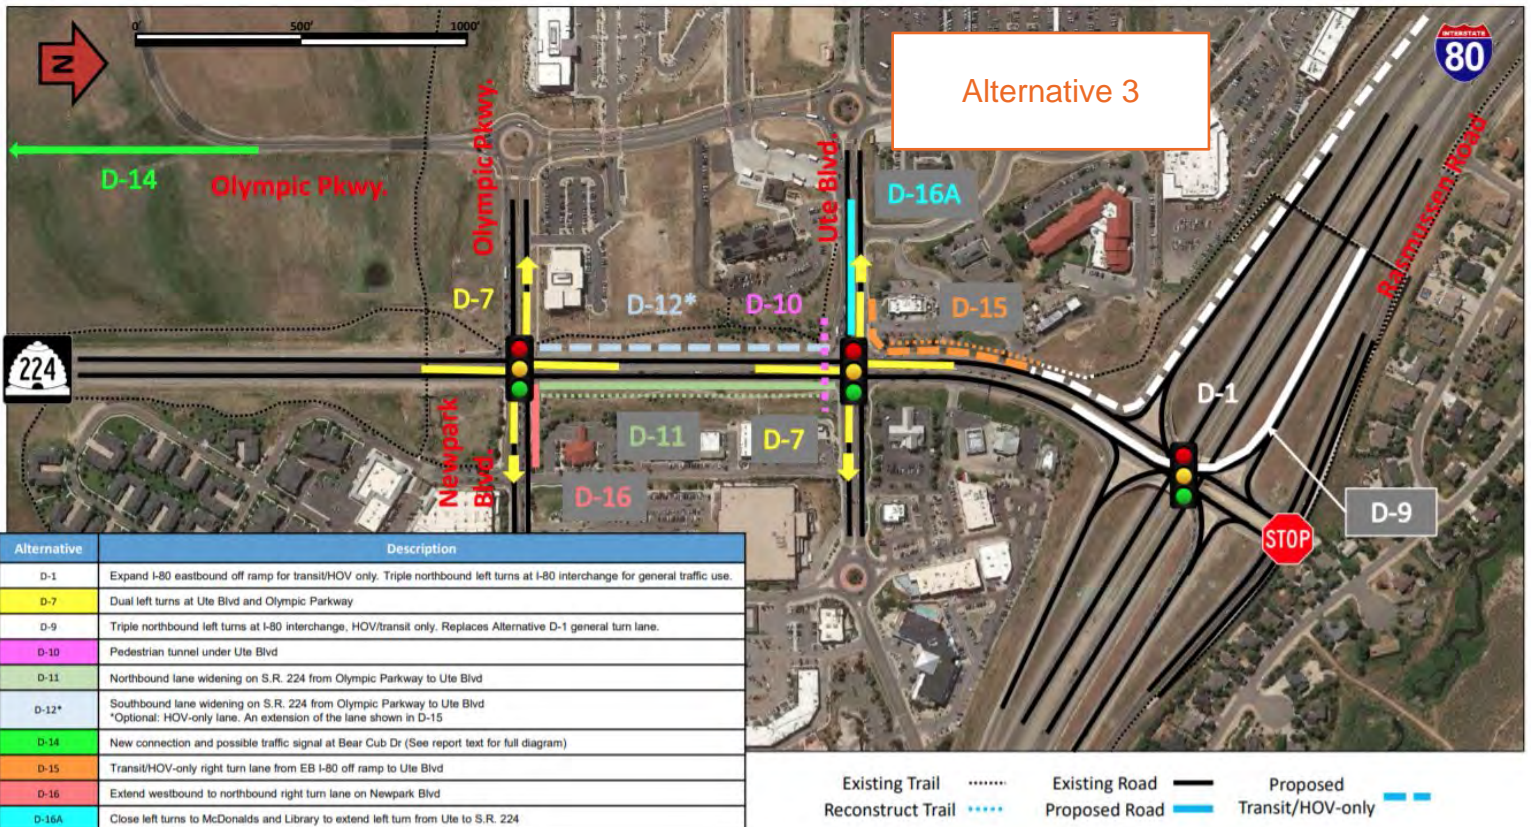 0'
500'
1000'
N
Alternative 3
INTERSTATE
80
D-14
Olympic Pkwy.
Olympic Pkwy.
Ute Blvd.
D-16A
Rasmussen Road
D-7
D-12*
D-10
D-15
224
D-1
Newpark
Blvd.
D-11
D-7
D-16
D-9
STOP
Alternative Description
D-1 Expand I-80 eastbound off ramp for transit/HOV only. Triple northbound left turns at I-80 interchange for general traffic use.
D-7 Dual left turns at Ute Blvd and Olympic Parkway
D-9 Triple northbound left turns at I-80 interchange, HOV/transit only. Replaces Alternative D-1 general turn lane.
D-10 Pedestrian tunnel under Ute Blvd
D-11 Northbound lane widening on S.R. 224 from Olympic Parkway to Ute Blvd
D-12* Southbound lane widening on S.R. 224 from Olympic Parkway to Ute Blvd
*Optional: HOV-only lane. An extension of the lane shown in D-15
D-14 New connection and possible traffic signal at Bear Cub Dr (See report text for full diagram)
D-15 Transit/HOV-only right turn lane from EB I-80 off ramp to Ute Blvd
D-16 Extend westbound to northbound right turn lane on Newpark Blvd
D-16A Close left turns to McDonalds and Library to extend left turn from Ute to S.R. 224
Existing Trail
Existing Road
Proposed
Transit/HOV-only
Reconstruct Trail
Proposed Road